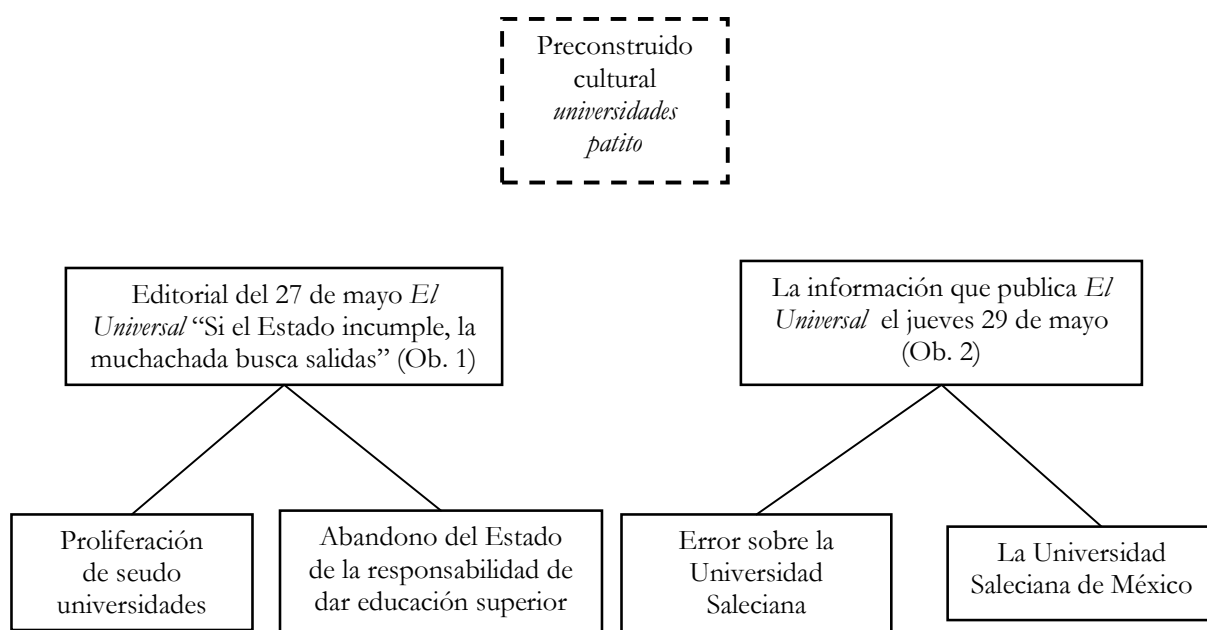 Preconstruido
cultural
universidades
patito
Editorial del 27 de mayo El
Universal “Si el Estado incumple, la
muchachada busca salidas” (Ob. 1)
La información que publica El
Universal el jueves 29 de mayo
(Ob. 2)
Proliferación
de seudo
universidades
Abandono del Estado
de la responsabilidad de
dar educación superior
Error sobre la
Universidad
Saleciana
La Universidad
Saleciana de México